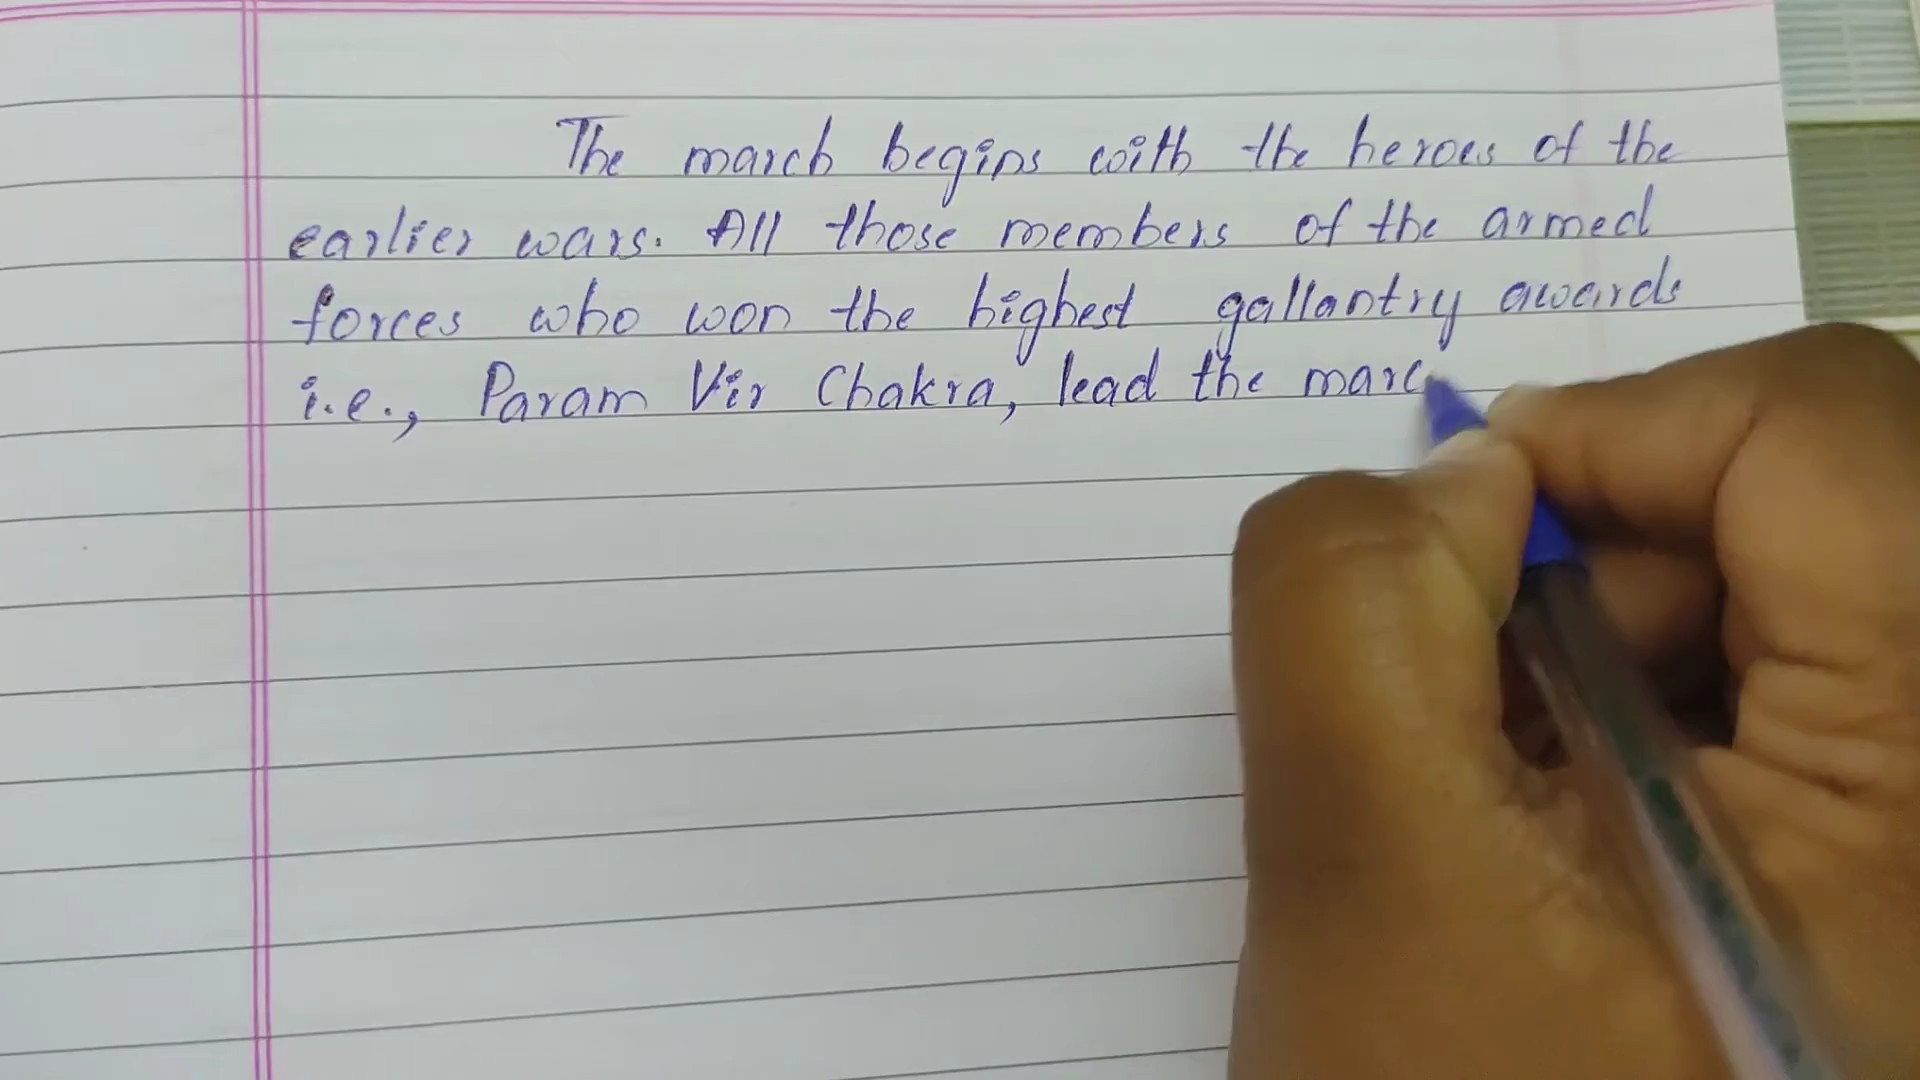 The march begins with the heroes of the
earlier wars. All those members of the armed
forces who won the highest gallantry awards
i.e., Param Vir Chakra, lead the marc